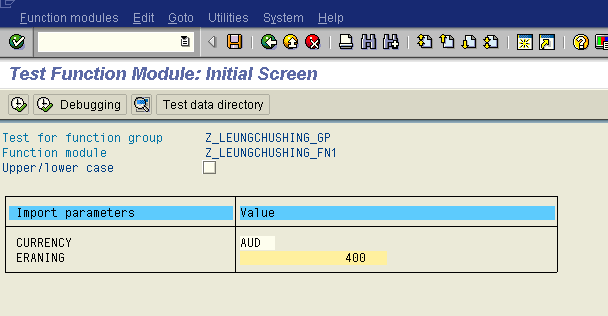 Function modules Edit Goto Utilities System Help
Test Function Module: Initial Screen
Debugging Test data directory
Test for function group Z_LEUNGCHUSHING_GP
Function module Z_LEUNGCHUSHING_FN1
Upper/lower case
Import parameters Value
CURRENCY AUD
ERANING 400